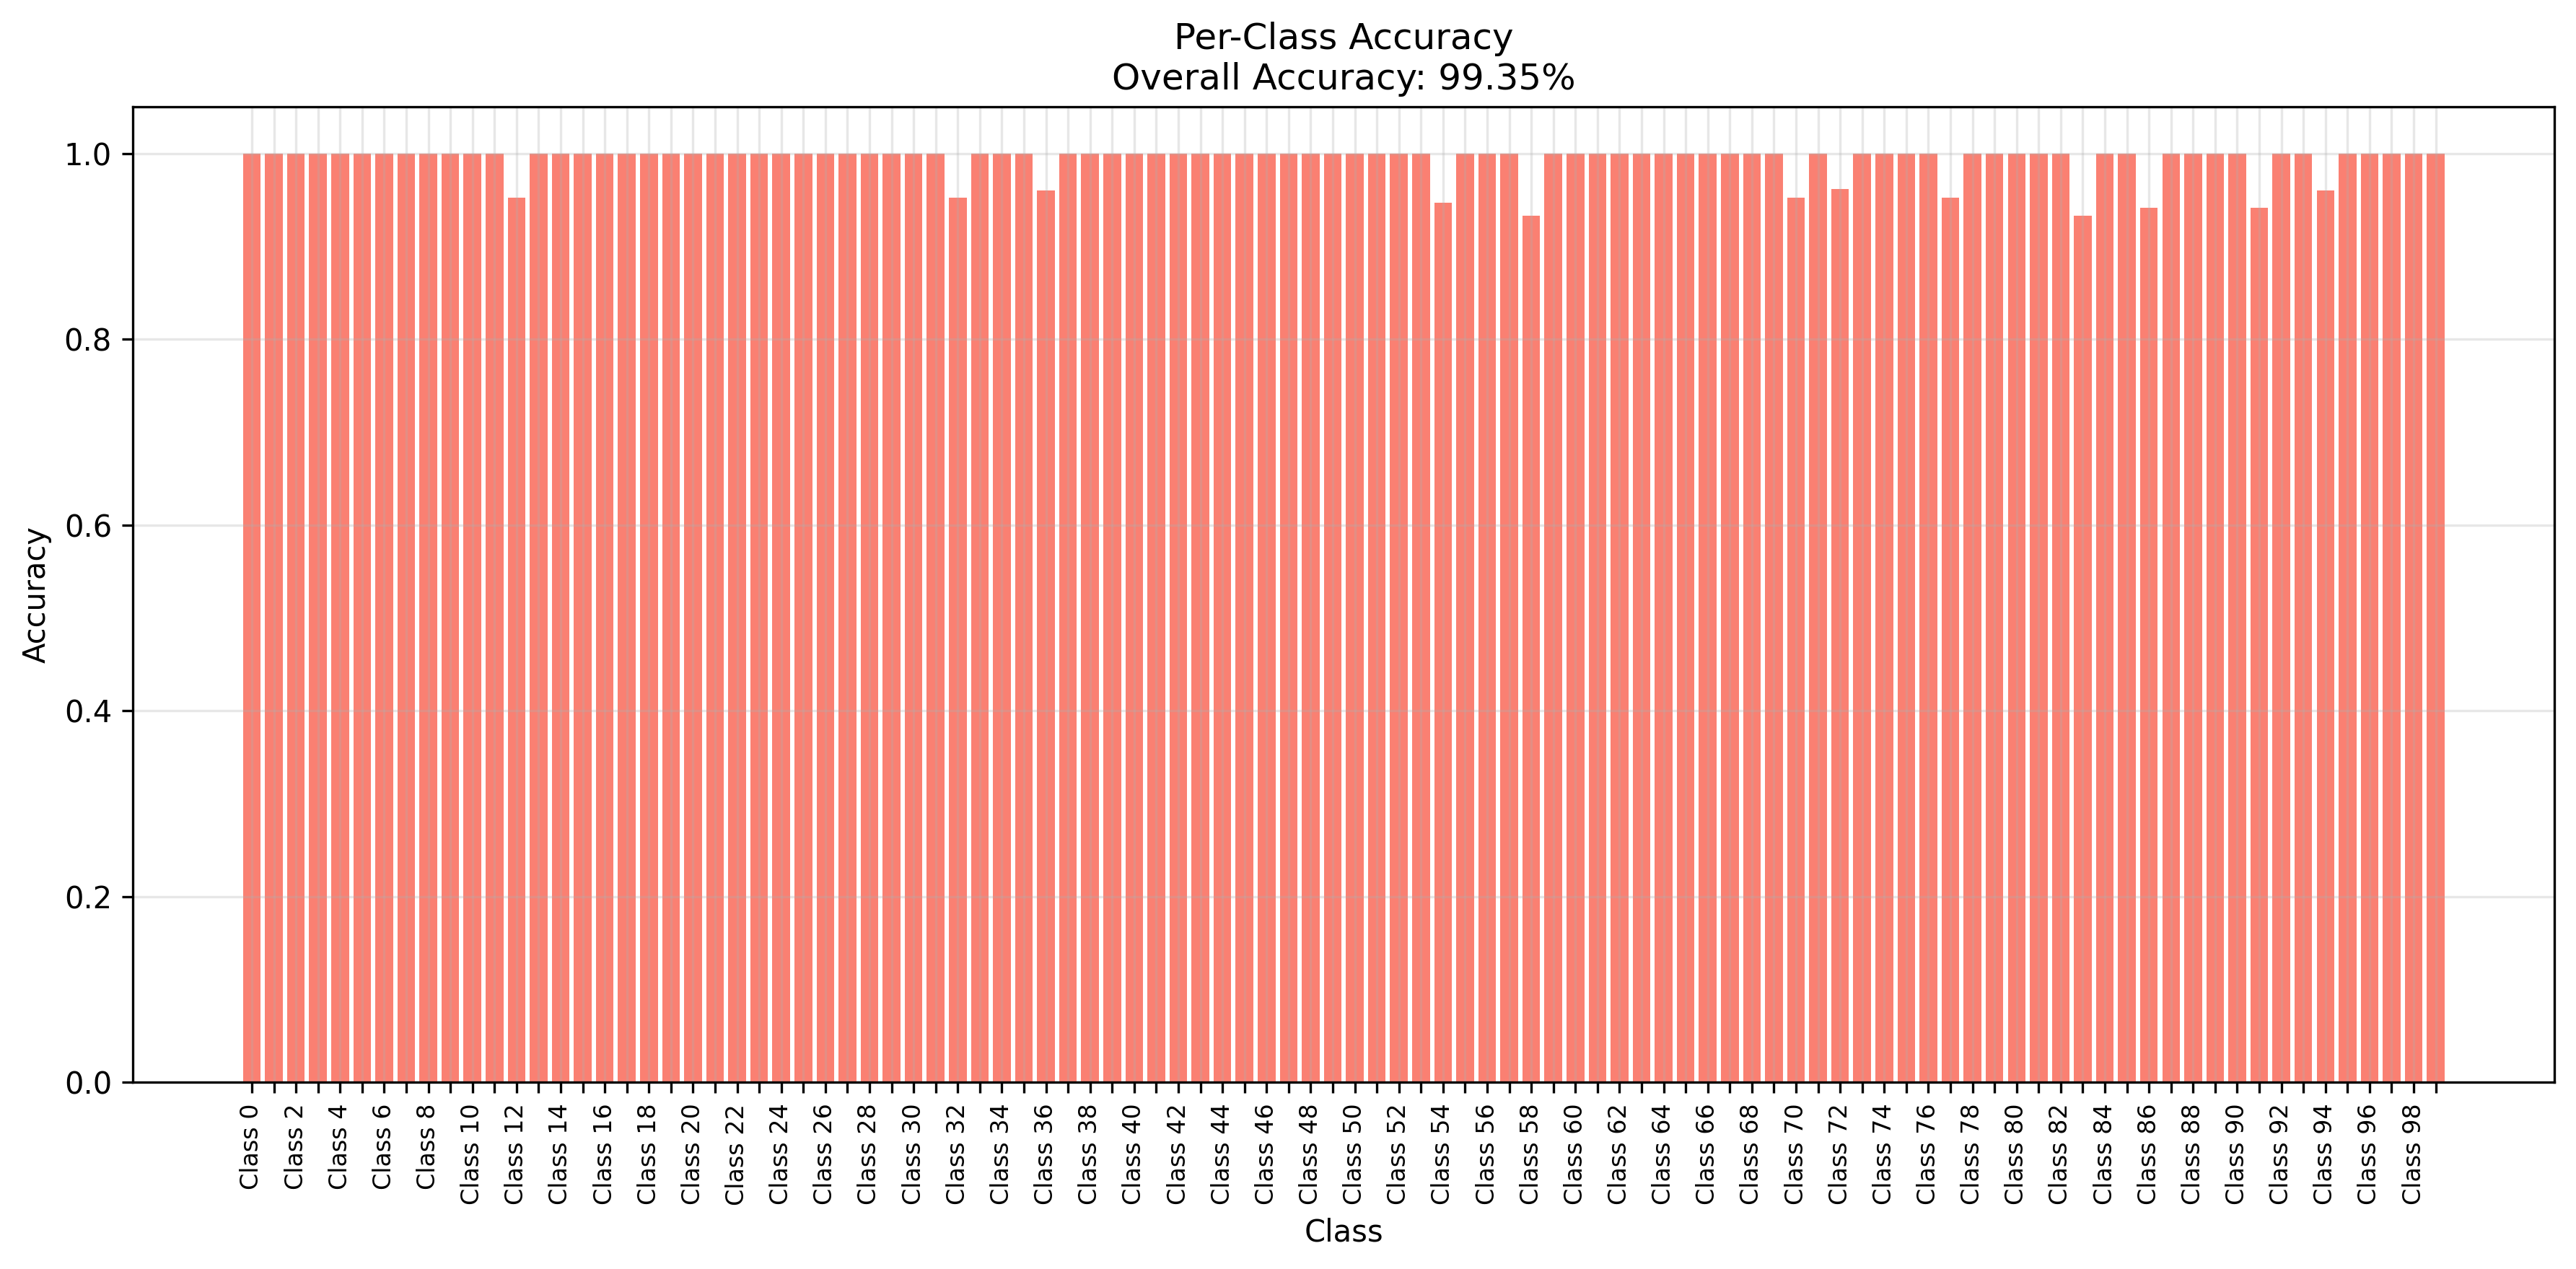 Per-Class Accuracy
Overall Accuracy: 99.35%
Accuracy
1.0
0.8
0.6
0.4
0.2
0.0
Class 0
Class 2
Class 4
Class 6
Class 8
Class 10
Class 12
Class 14
Class 16
Class 18
Class 20
Class 22
Class 24
Class 26
Class 28
Class 30
Class 32
Class 34
Class 36
Class 38
Class 40
Class 42
Class 44
Class 46
Class 48
Class 50
Class 52
Class 54
Class 56
Class 58
Class 60
Class 62
Class 64
Class 66
Class 68
Class 70
Class 72
Class 74
Class 76
Class 78
Class 80
Class 82
Class 84
Class 86
Class 88
Class 90
Class 92
Class 94
Class 96
Class 98
Class